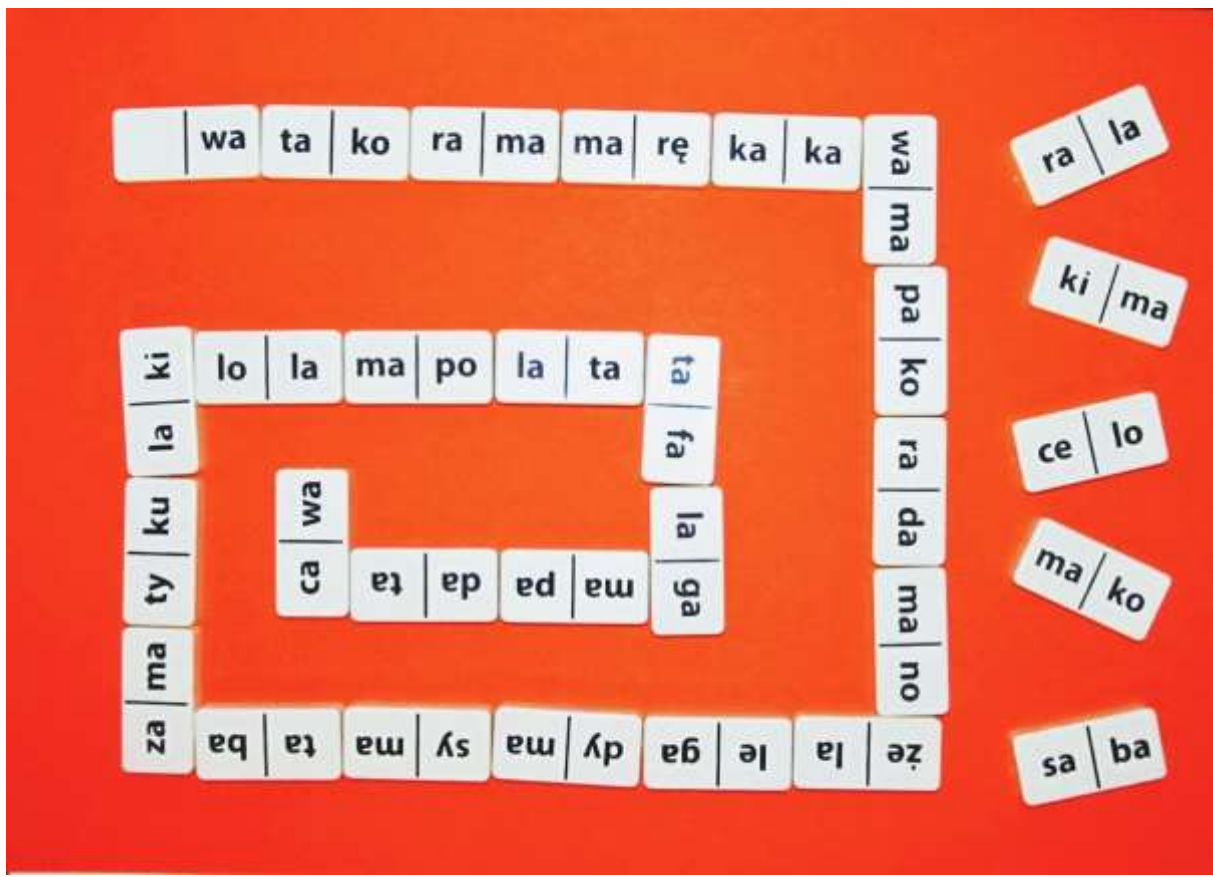 wa ta ko ra ma ma rę ka ka
wa ma pa ko ra da ma no
że la le ga dy ma sy ma ta ba
za ma ty ku la ki
lo la ma po la ta
ta fa la ga
ma pa da ta
ca wa
ra la
ki ma
ce lo
ma ko
sa ba